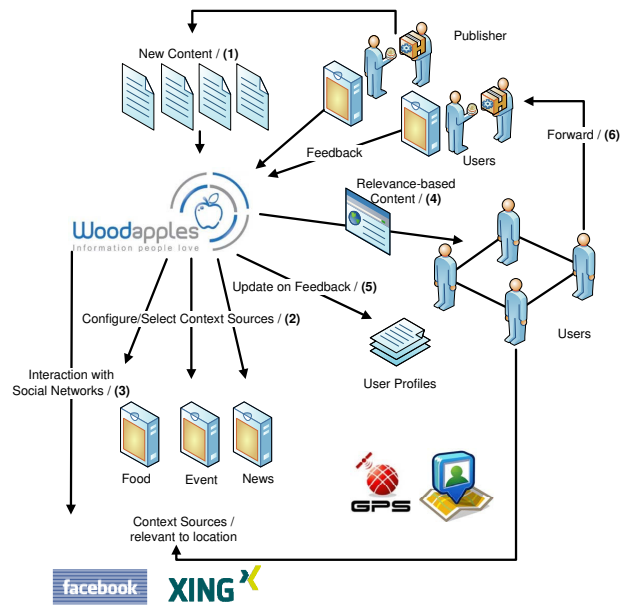 Publisher
New Content / (1)
Feedback
Users
Forward / (6)
Relevance-based
Content / (4)
Woodapples
Information people love
Update on Feedback / (5)
Configure/Select Context Sources / (2)
Users
Interaction with
Social Networks / (3)
User Profiles
Food
Event
News
GPS
Context Sources /
relevant to location
facebook
XING